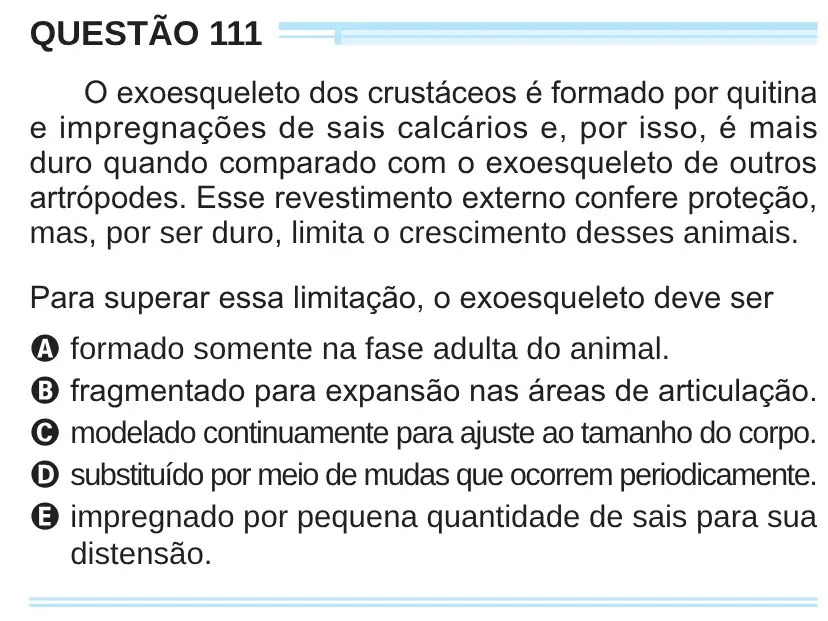 QUESTÃO 111
O exoesqueleto dos crustáceos é formado por quitina
e impregnações de sais calcários e, por isso, é mais
duro quando comparado com o exoesqueleto de outros
artrópodes. Esse revestimento externo confere proteção,
mas, por ser duro, limita o crescimento desses animais.
Para superar essa limitação, o exoesqueleto deve ser
A formado somente na fase adulta do animal.
B fragmentado para expansão nas áreas de articulação.
C modelado continuamente para ajuste ao tamanho do corpo.
D substituído por meio de mudas que ocorrem periodicamente.
E impregnado por pequena quantidade de sais para sua
distensão.